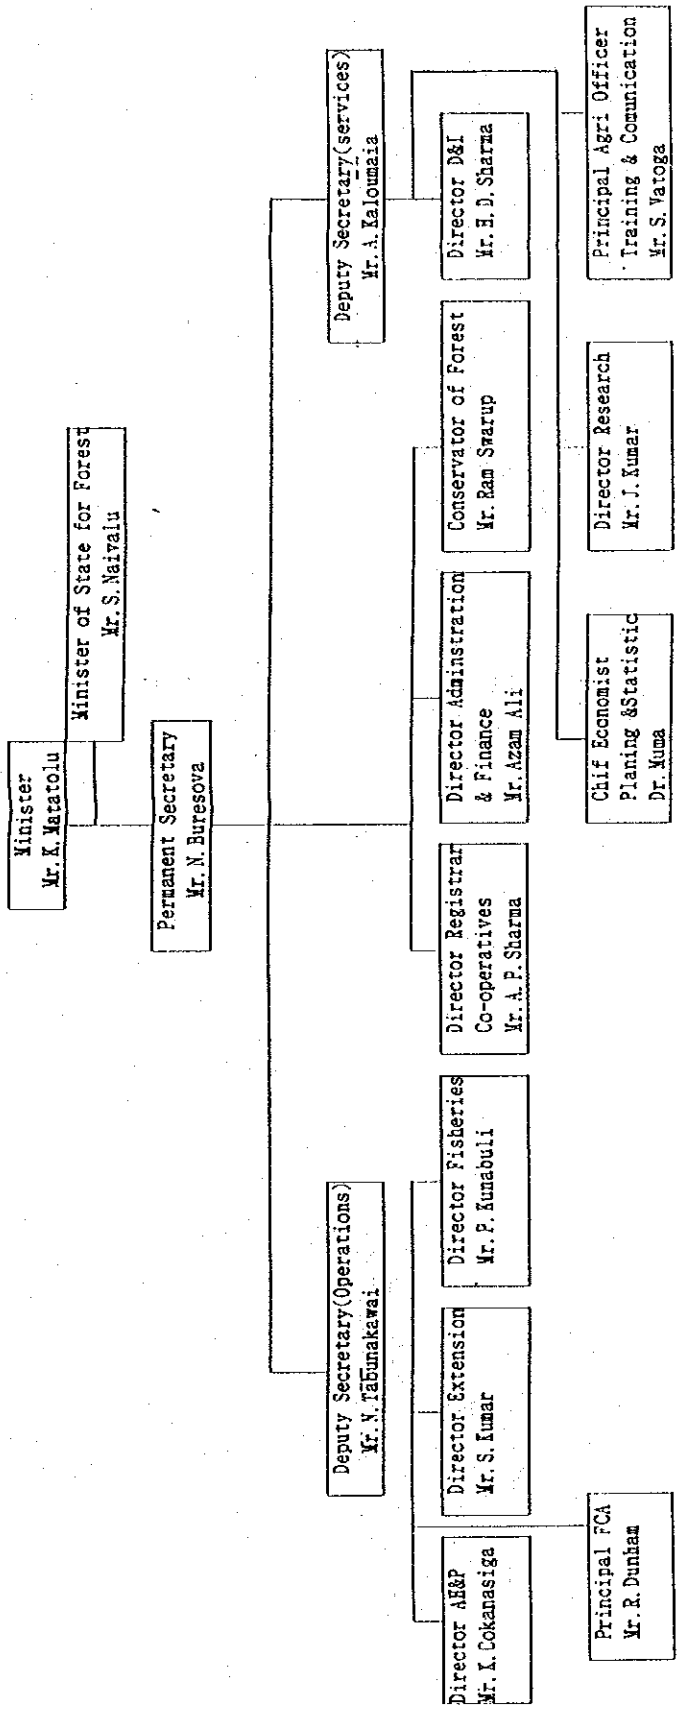 Minister
Mr. K. Matatolu
Minister of State for Forest
Mr. S. Naivalu
Permanent Secretary
Mr. N. Buresova
Deputy Secretary(Operations)
Mr. N. Tabunakawai
Deputy Secretary(services)
Mr. A. Kaloumaia
Director AH&P
Mr. K. Cokanasiga
Director Extension
Mr. S. Kumar
Director Fisheries
Mr. P. Kunabuli
Director Registrar
Co-operatives
Mr. A. P. Sharma
Director Adminstration
& Finance
Mr. Azam Ali
Conservator of Forest
Mr. Ram Swarup
Director D&I
Mr. H. D. Sharma
Principal FCA
Mr. R. Dunham
Chif Economist
Planing &Statistic
Dr. Muma
Director Research
Mr. J. Kumar
Principal Agri Officer
Training & Comunication
Mr. S. Vatoga